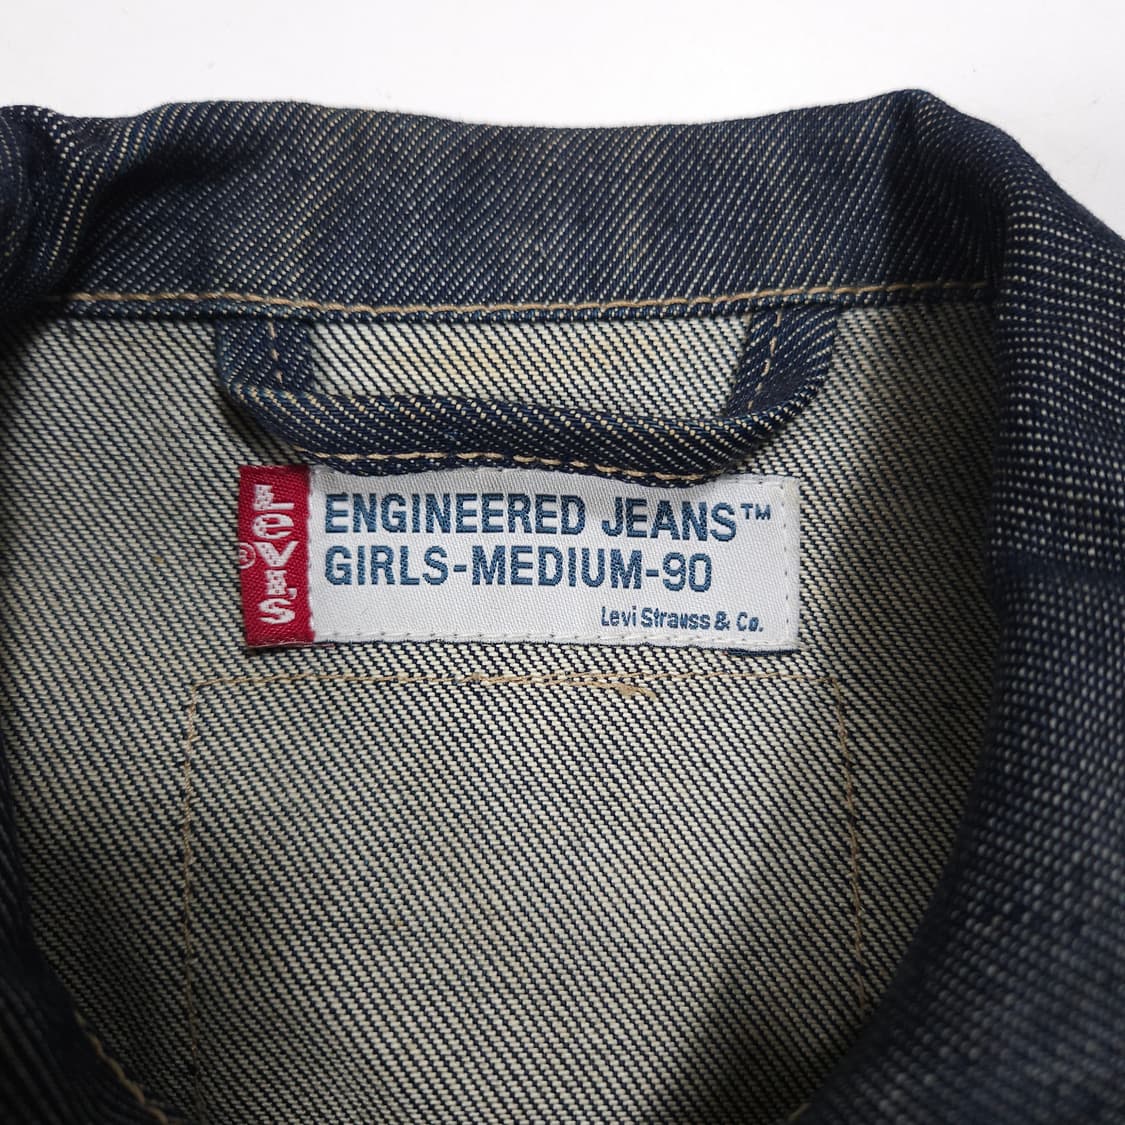 LEVI'S
®
ENGINEERED JEANS™
GIRLS-MEDIUM-90
Levi Strauss & Co.